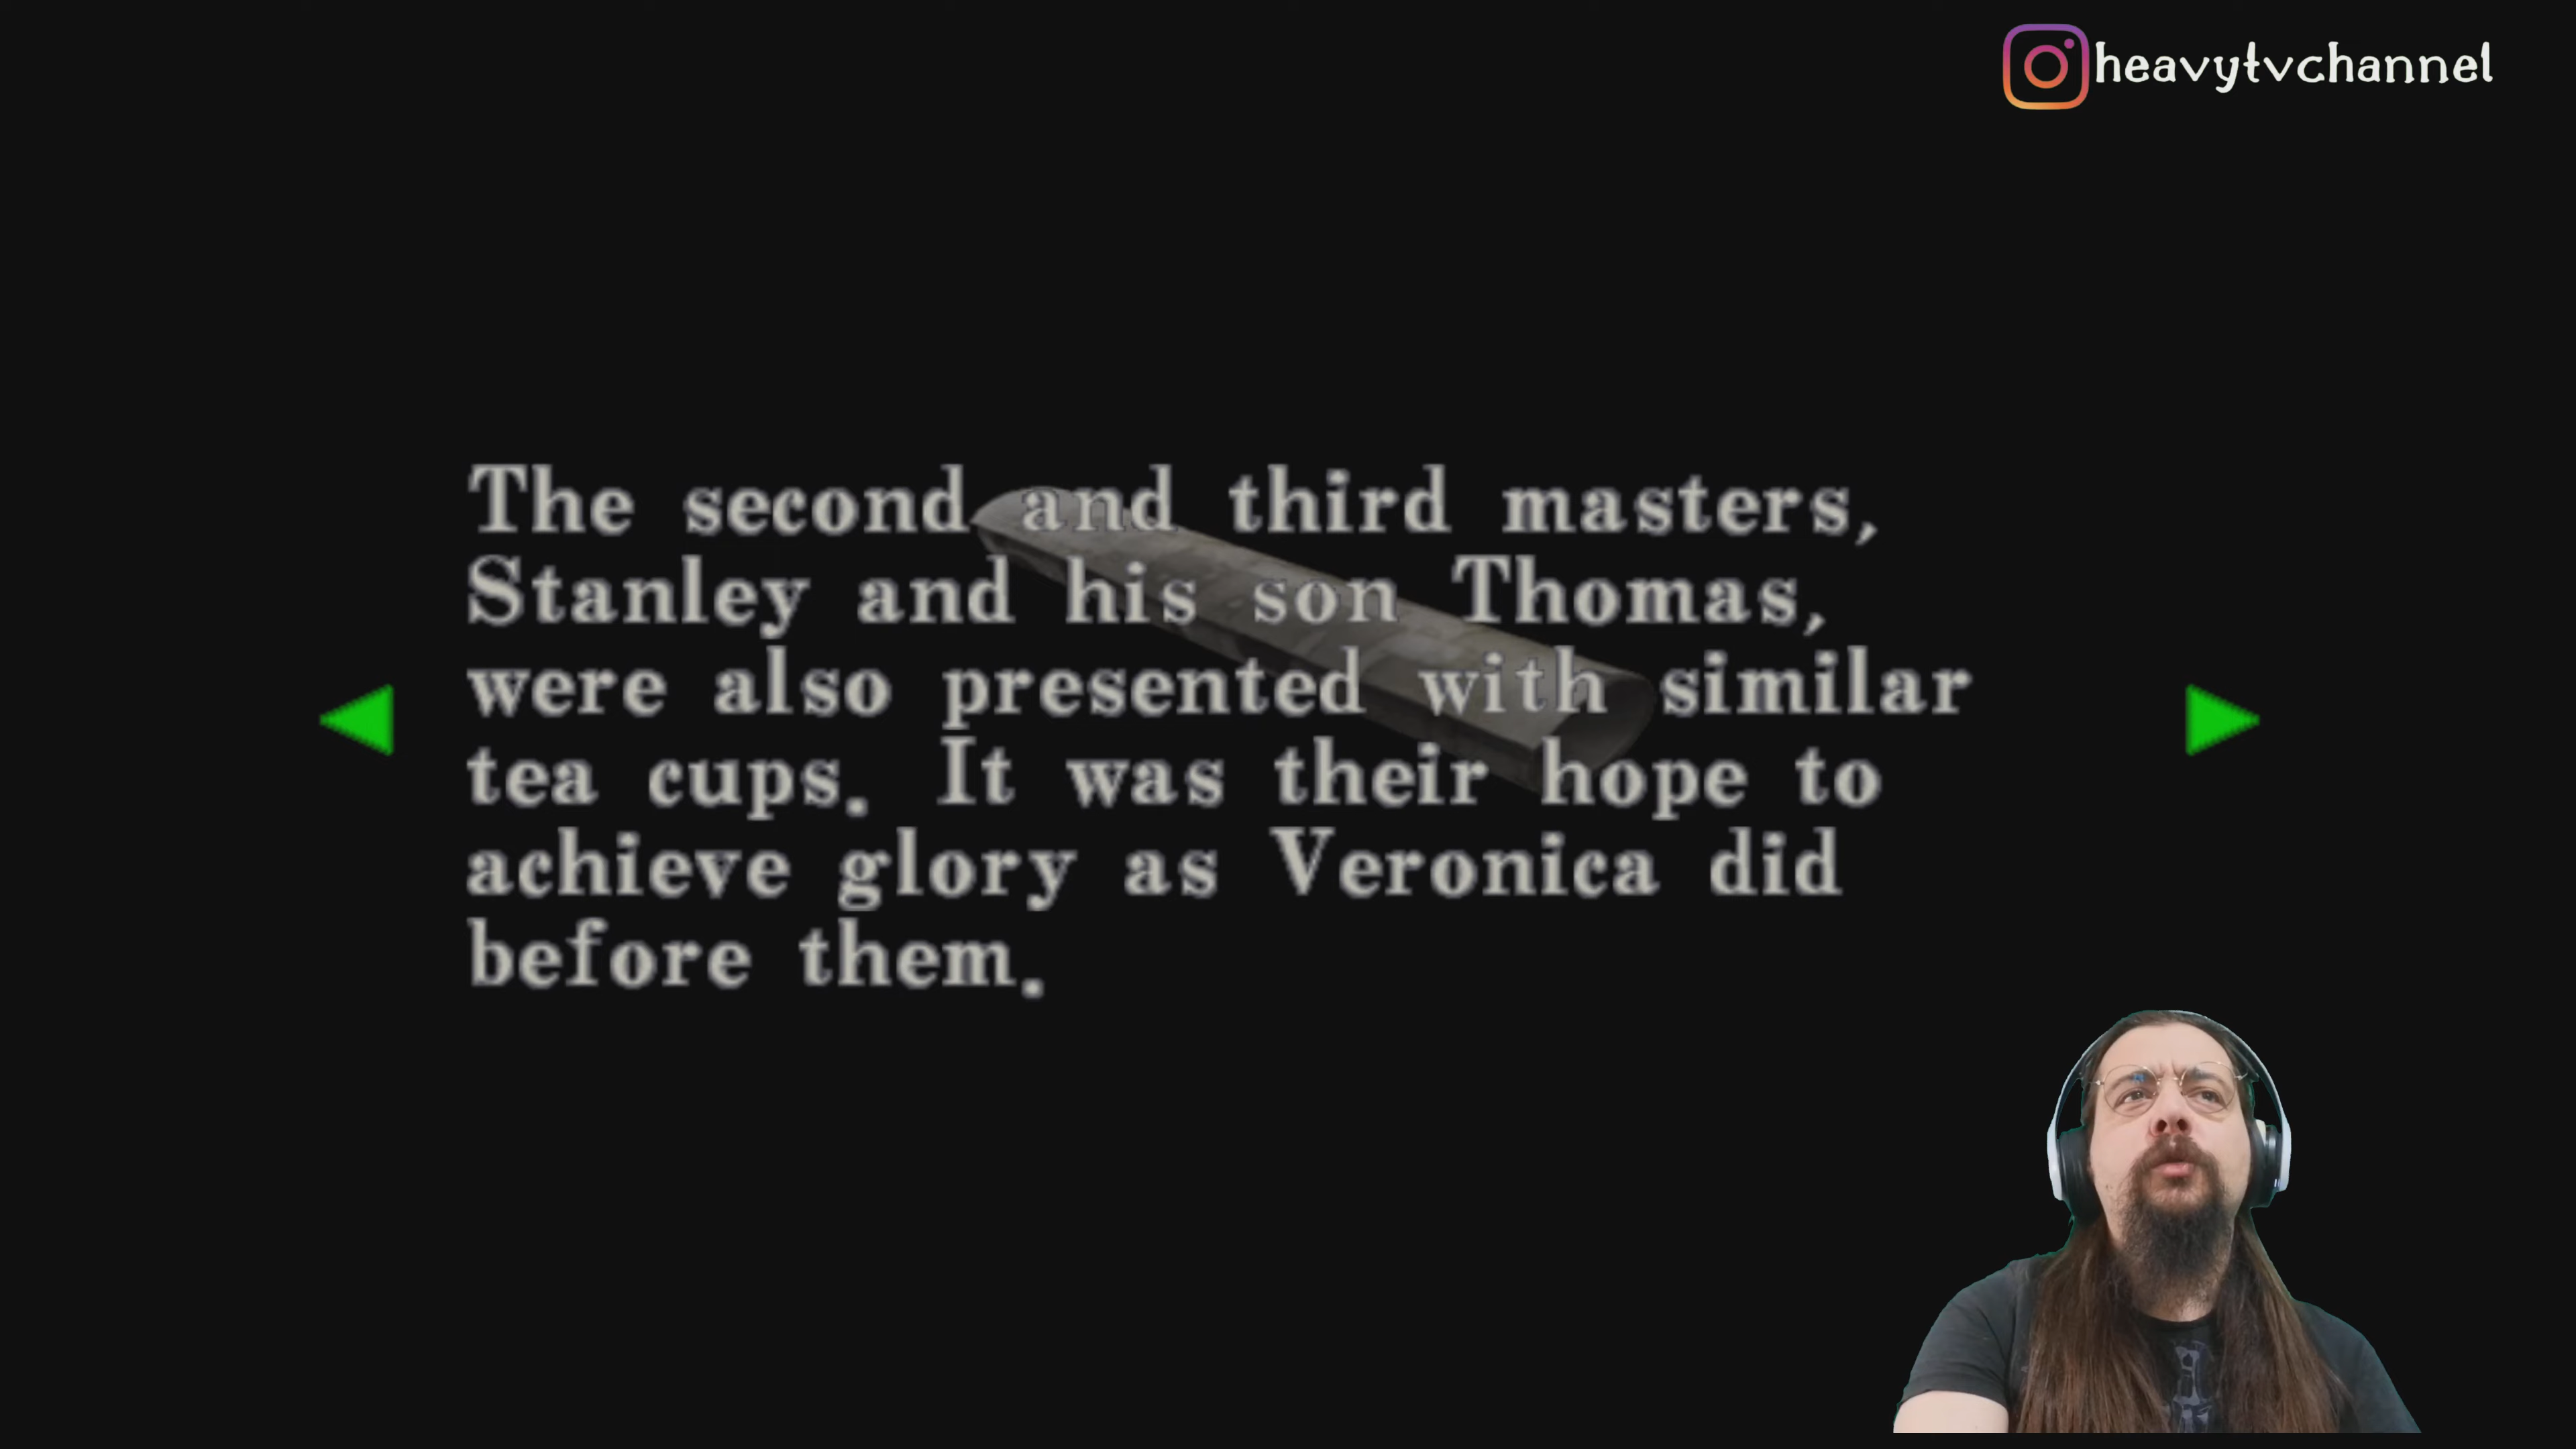 heavytvchannel
The second and third masters,
Stanley and his son Thomas,
were also presented with similar
tea cups. It was their hope to
achieve glory as Veronica did
before them.